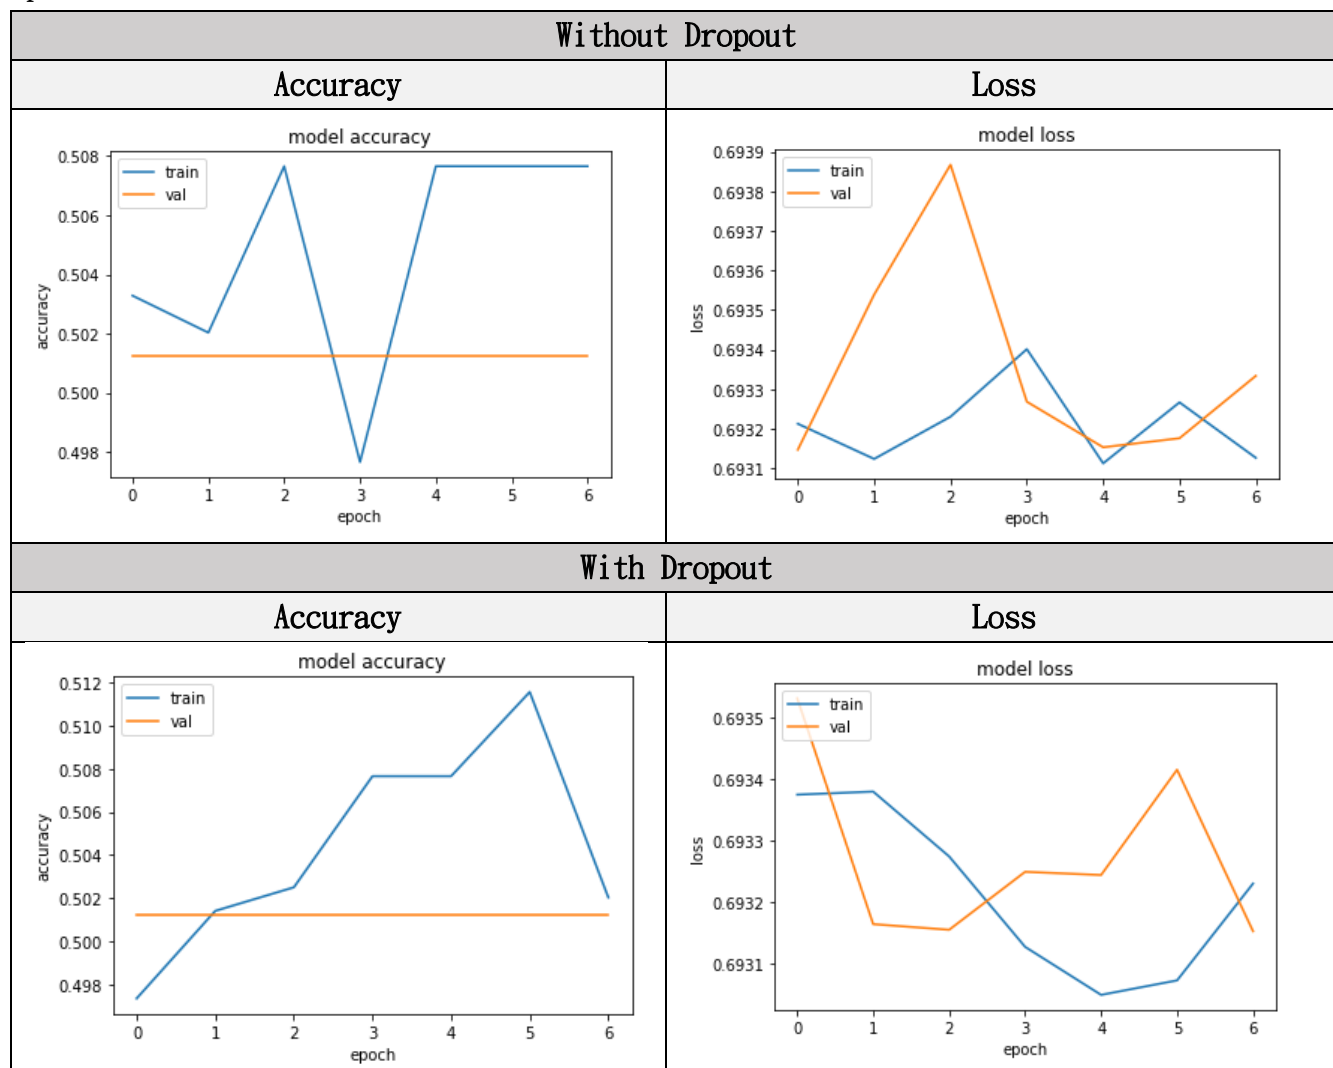 Without Dropout
Accuracy
Loss
model accuracy
train
val
0.508
0.506
0.504
0.502
0.500
0.498
accuracy
0 1 2 3 4 5 6
epoch
model loss
train
val
0.6939
0.6938
0.6937
0.6936
0.6935
0.6934
0.6933
0.6932
0.6931
loss
0 1 2 3 4 5 6
epoch
With Dropout
Accuracy
Loss
model accuracy
train
val
0.512
0.510
0.508
0.506
0.504
0.502
0.500
0.498
accuracy
0 1 2 3 4 5 6
epoch
model loss
train
val
0.6935
0.6934
0.6933
0.6932
0.6931
loss
0 1 2 3 4 5 6
epoch